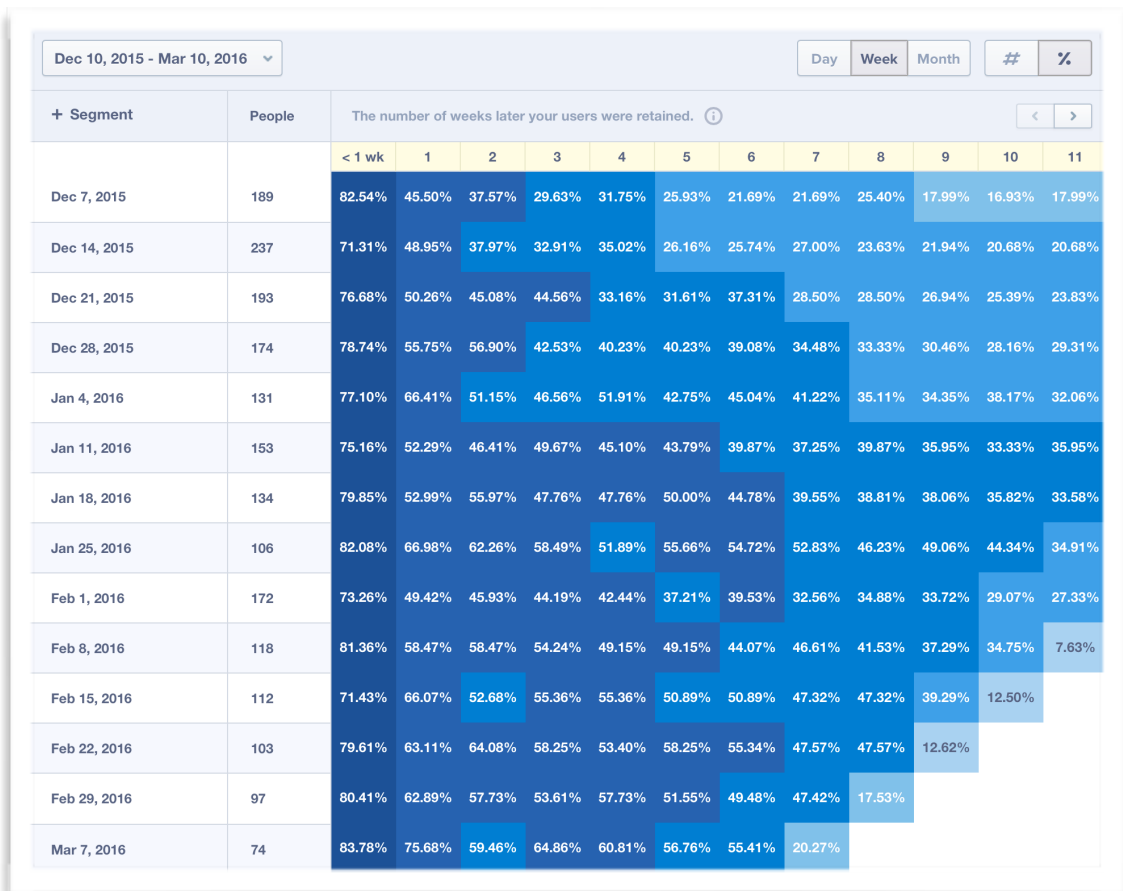 Dec 10, 2015 - Mar 10, 2016 Day Week Month # %
+ Segment People The number of weeks later your users were retained. i < >
< 1 wk 1 2 3 4 5 6 7 8 9 10 11
Dec 7, 2015 189 82.54% 45.50% 37.57% 29.63% 31.75% 25.93% 21.69% 21.69% 25.40% 17.99% 16.93% 17.99%
Dec 14, 2015 237 71.31% 48.95% 37.97% 32.91% 35.02% 26.16% 25.74% 27.00% 23.63% 21.94% 20.68% 20.68%
Dec 21, 2015 193 76.68% 50.26% 45.08% 44.56% 33.16% 31.61% 37.31% 28.50% 28.50% 26.94% 25.39% 23.83%
Dec 28, 2015 174 78.74% 55.75% 56.90% 42.53% 40.23% 40.23% 39.08% 34.48% 33.33% 30.46% 28.16% 29.31%
Jan 4, 2016 131 77.10% 66.41% 51.15% 46.56% 51.91% 42.75% 45.04% 41.22% 35.11% 34.35% 38.17% 32.06%
Jan 11, 2016 153 75.16% 52.29% 46.41% 49.67% 45.10% 43.79% 39.87% 37.25% 39.87% 35.95% 33.33% 35.95%
Jan 18, 2016 134 79.85% 52.99% 55.97% 47.76% 47.76% 50.00% 44.78% 39.55% 38.81% 38.06% 35.82% 33.58%
Jan 25, 2016 106 82.08% 66.98% 62.26% 58.49% 51.89% 55.66% 54.72% 52.83% 46.23% 49.06% 44.34% 34.91%
Feb 1, 2016 172 73.26% 49.42% 45.93% 44.19% 42.44% 37.21% 39.53% 32.56% 34.88% 33.72% 29.07% 27.33%
Feb 8, 2016 118 81.36% 58.47% 58.47% 54.24% 49.15% 49.15% 44.07% 46.61% 41.53% 37.29% 34.75% 7.63%
Feb 15, 2016 112 71.43% 66.07% 52.68% 55.36% 55.36% 50.89% 50.89% 47.32% 47.32% 39.29% 12.50%
Feb 22, 2016 103 79.61% 63.11% 64.08% 58.25% 53.40% 58.25% 55.34% 47.57% 47.57% 12.62%
Feb 29, 2016 97 80.41% 62.89% 57.73% 53.61% 57.73% 51.55% 49.48% 47.42% 17.53%
Mar 7, 2016 74 83.78% 75.68% 59.46% 64.86% 60.81% 56.76% 55.41% 20.27%